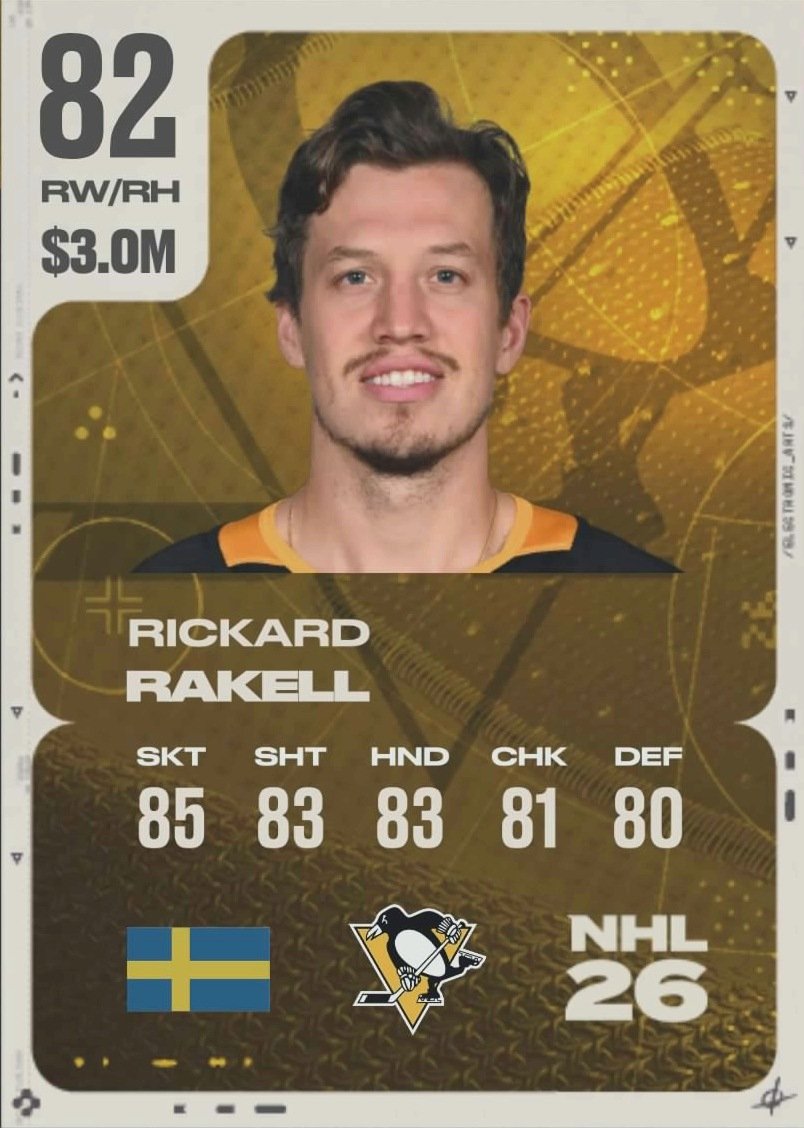 82
RW/RH
$3.0M
RICKARD
RAKELL
SKT SHT HND CHK DEF
85 83 83 81 80
NHL
26